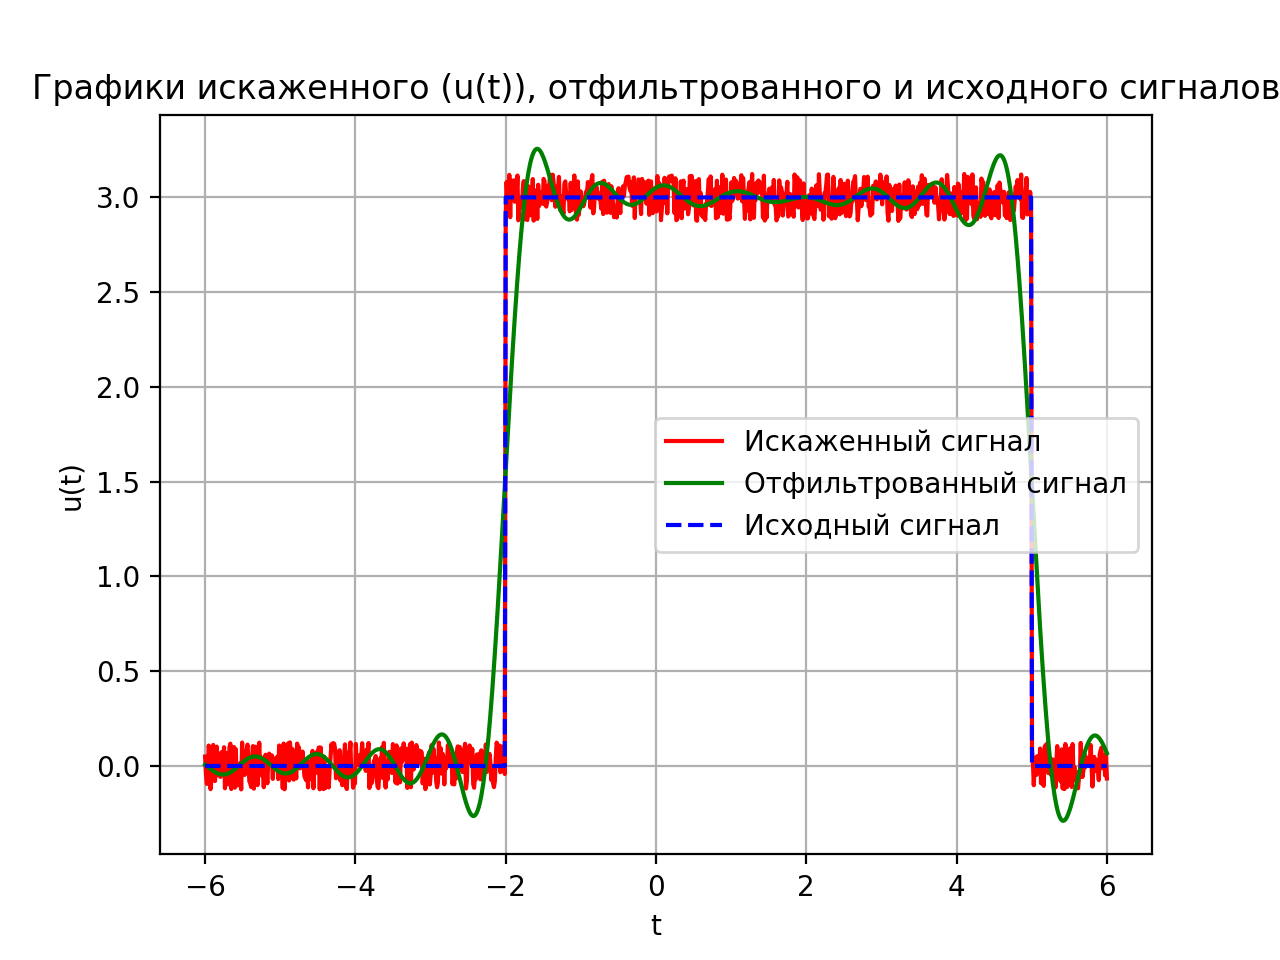 Графики искаженного (u(t)), отфильтрованного и исходного сигналов
3.0
2.5
2.0
1.5
1.0
0.5
0.0
u(t)
Искаженный сигнал
Отфильтрованный сигнал
Исходный сигнал
−6 −4 −2 0 2 4 6
t